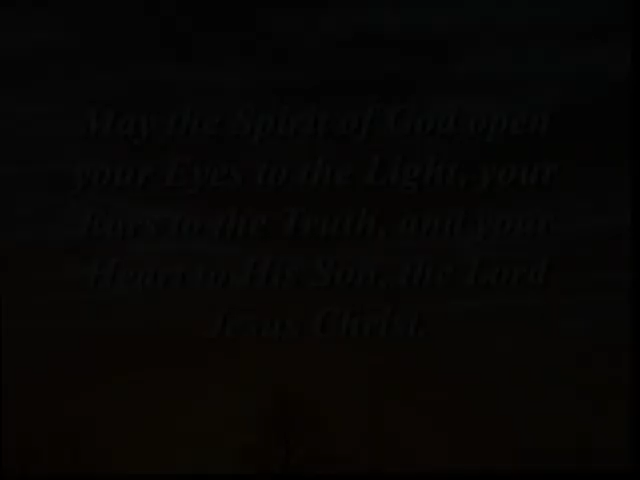 May the Spirit of God open
your Eyes to the Light, your
Ears to the Truth, and your
Heart to His Son, the Lord
Jesus Christ.